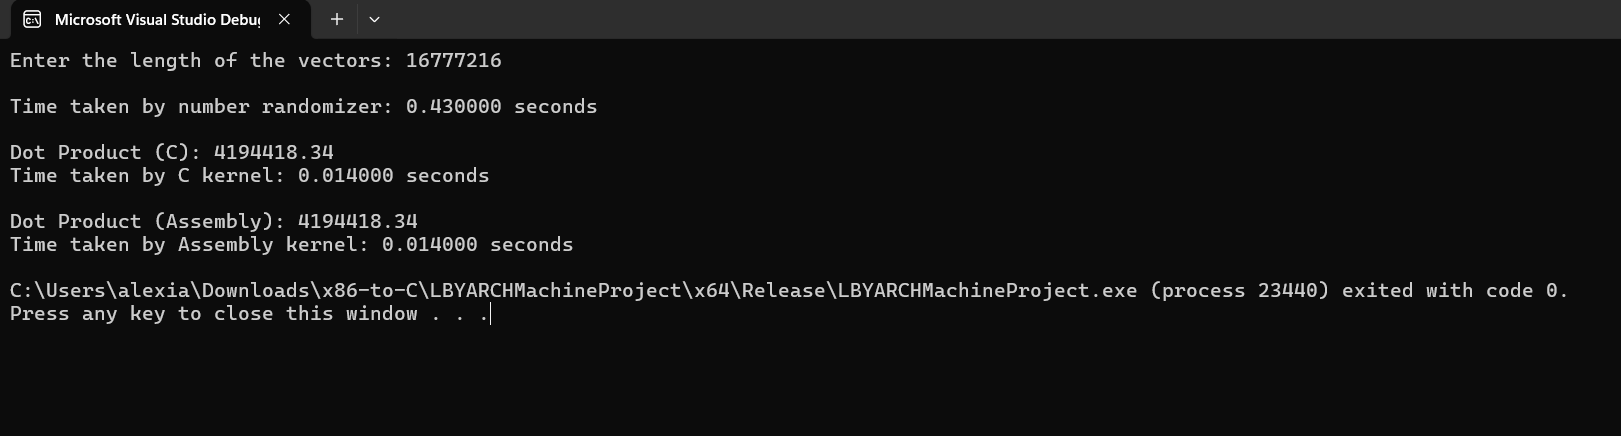 Microsoft Visual Studio Debu
Enter the length of the vectors: 16777216
Time taken by number randomizer: 0.430000 seconds
Dot Product (C): 4194418.34
Time taken by C kernel: 0.014000 seconds
Dot Product (Assembly): 4194418.34
Time taken by Assembly kernel: 0.014000 seconds
C:\Users\alexia\Downloads\x86-to-C\LBYARCHMachineProject\x64\Release\LBYARCHMachineProject.exe (process 23440) exited with code 0.
Press any key to close this window . . .